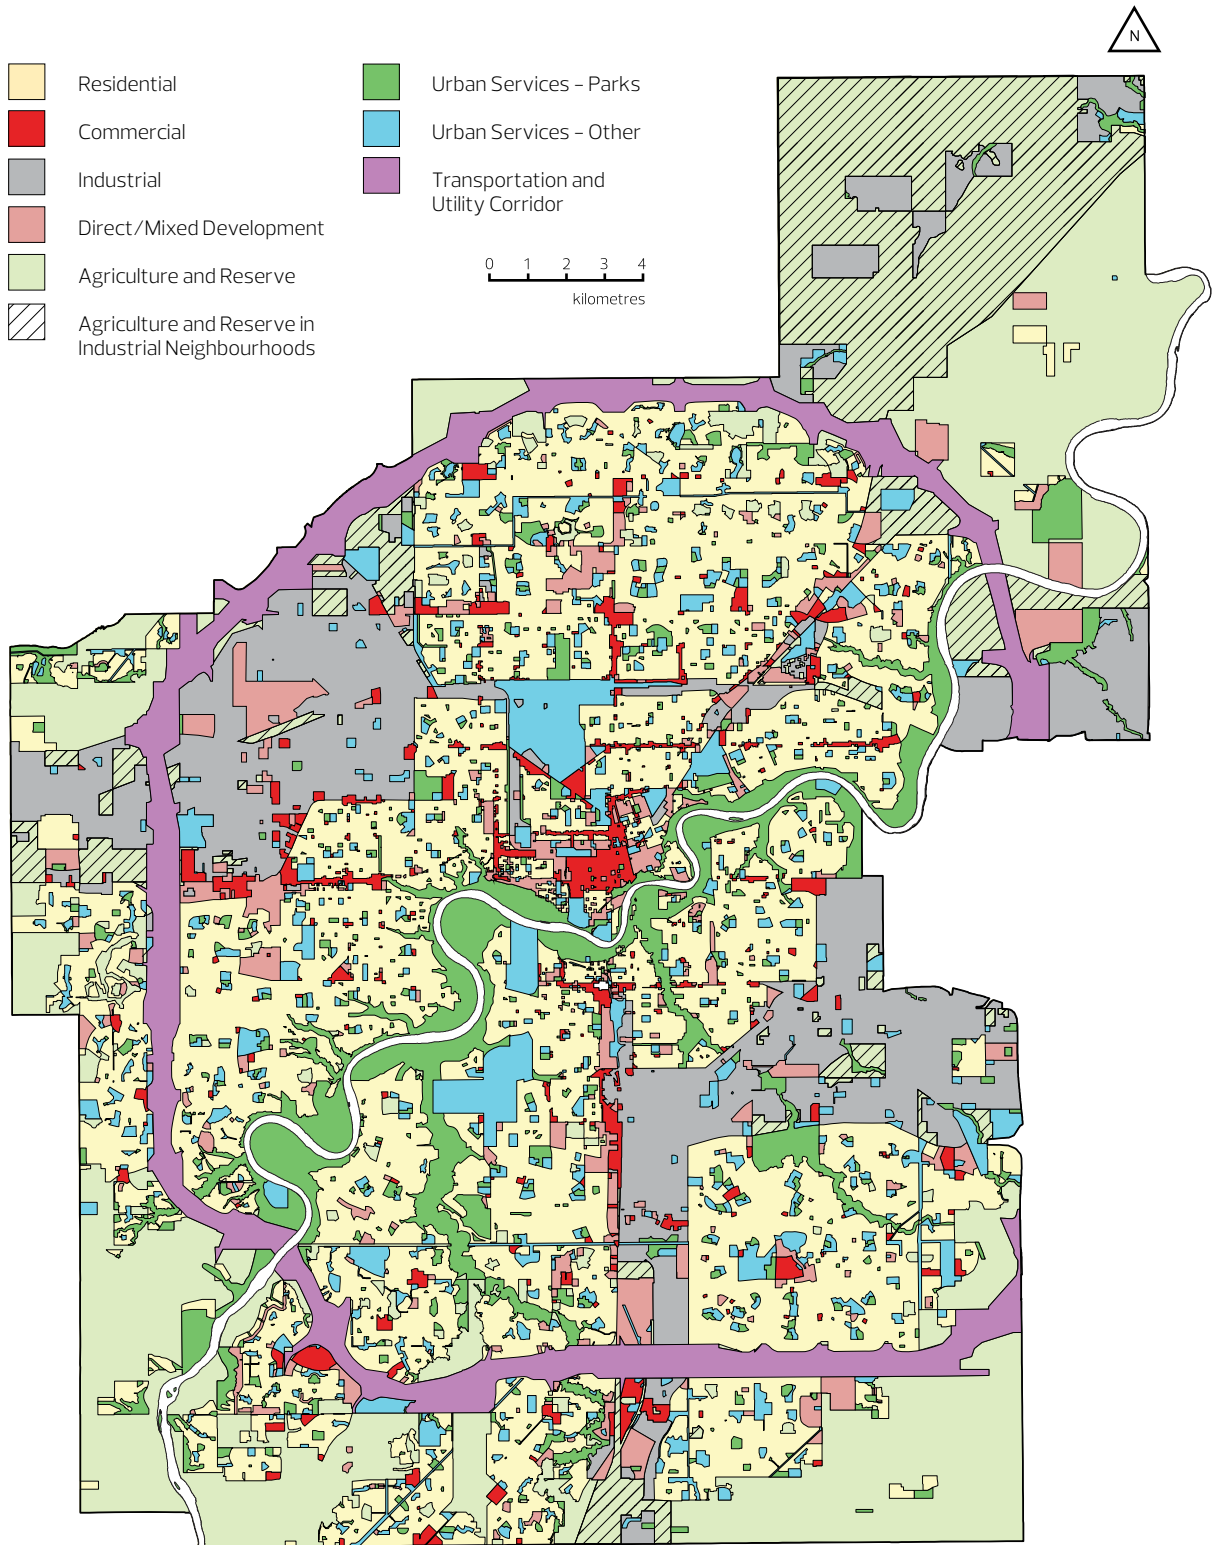 N
Residential
Commercial
Industrial
Direct/Mixed Development
Agriculture and Reserve
Agriculture and Reserve in
Industrial Neighbourhoods
Urban Services – Parks
Urban Services – Other
Transportation and
Utility Corridor
0 1 2 3 4
kilometres